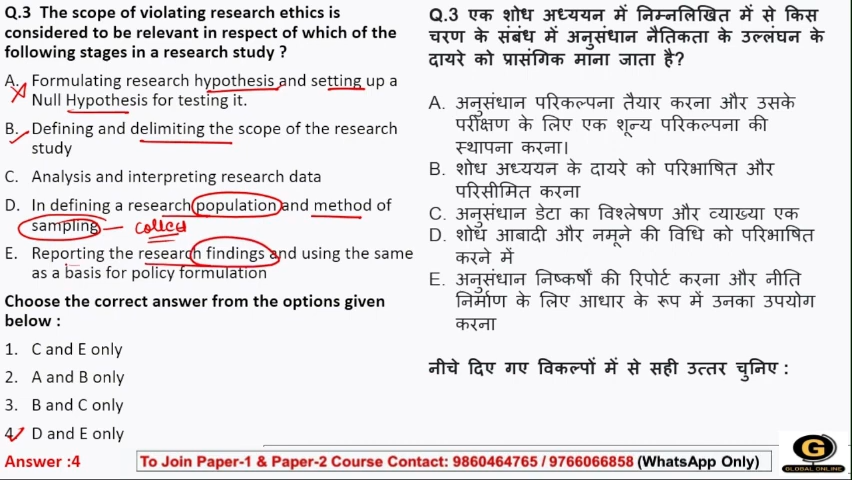 Q.3 The scope of violating research ethics is
considered to be relevant in respect of which of the
following stages in a research study ?
A. Formulating research hypothesis and setting up a
Null Hypothesis for testing it.
B. Defining and delimiting the scope of the research
study
C. Analysis and interpreting research data
D. In defining a research population and method of
sampling - collect
E. Reporting the research findings and using the same
as a basis for policy formulation
Choose the correct answer from the options given
below :
1. C and E only
2. A and B only
3. B and C only
4. D and E only
Answer :4
Q.3 एक शोध अध्ययन में निम्नलिखित में से किस
चरण के संबंध में अनुसंधान नैतिकता के उल्लंघन के
दायरे को प्रासंगिक माना जाता है?
A. अनुसंधान परिकल्पना तैयार करना और उसके
परीक्षण के लिए एक शून्य परिकल्पना की
स्थापना करना।
B. शोध अध्ययन के दायरे को परिभाषित और
परिसीमित करना
C. अनुसंधान डेटा का विश्लेषण और व्याख्या एक
D. शोध आबादी और नमूने की विधि को परिभाषित
करने में
E. अनुसंधान निष्कर्षों की रिपोर्ट करना और नीति
निर्माण के लिए आधार के रूप में उनका उपयोग
करना
नीचे दिए गए विकल्पों में से सही उत्तर चुनिए :
To Join Paper-1 & Paper-2 Course Contact: 9860464765 / 9766066858 (WhatsApp Only)
G
GLOBAL ONLINE